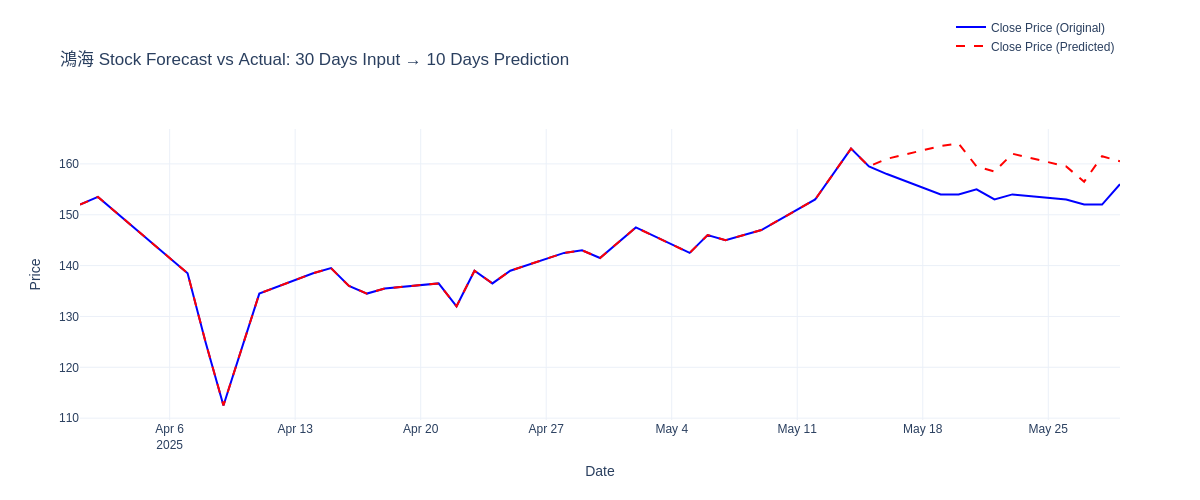 鴻海 Stock Forecast vs Actual: 30 Days Input → 10 Days Prediction
Close Price (Original)
Close Price (Predicted)
Price
160
150
140
130
120
110
Apr 6
2025
Apr 13
Apr 20
Apr 27
May 4
May 11
May 18
May 25
Date